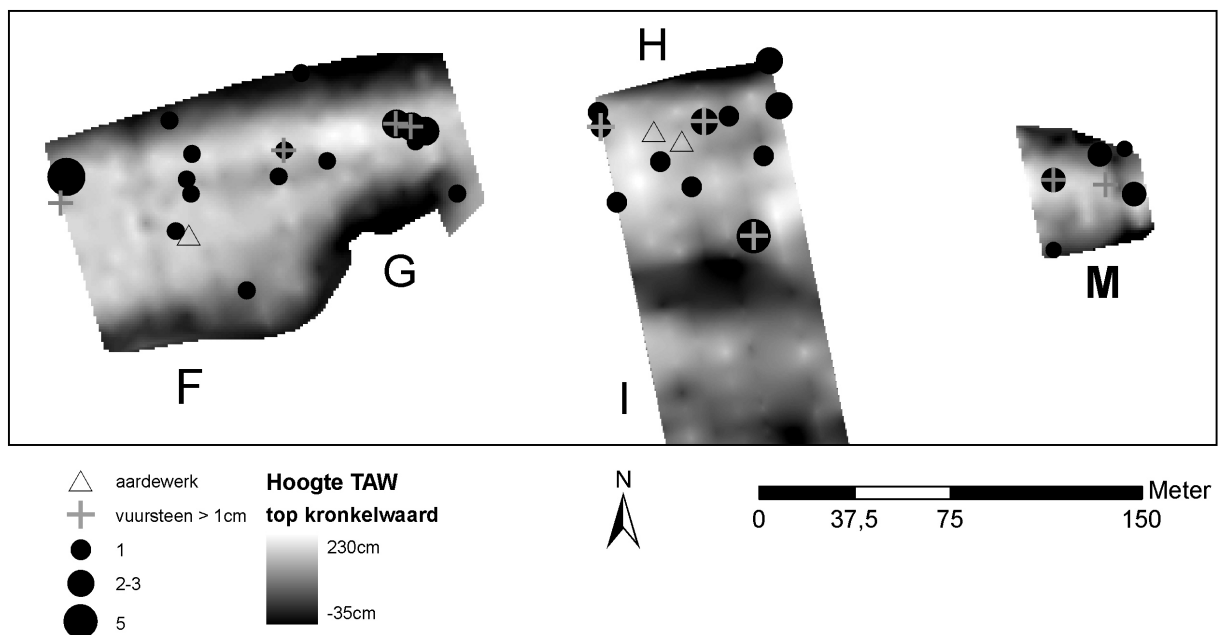 H
G
M
F
I
aardewerk
vuursteen > 1cm
1
2-3
5
Hoogte TAW
top kronkelwaard
230cm
-35cm
N
Meter
0 37,5 75 150